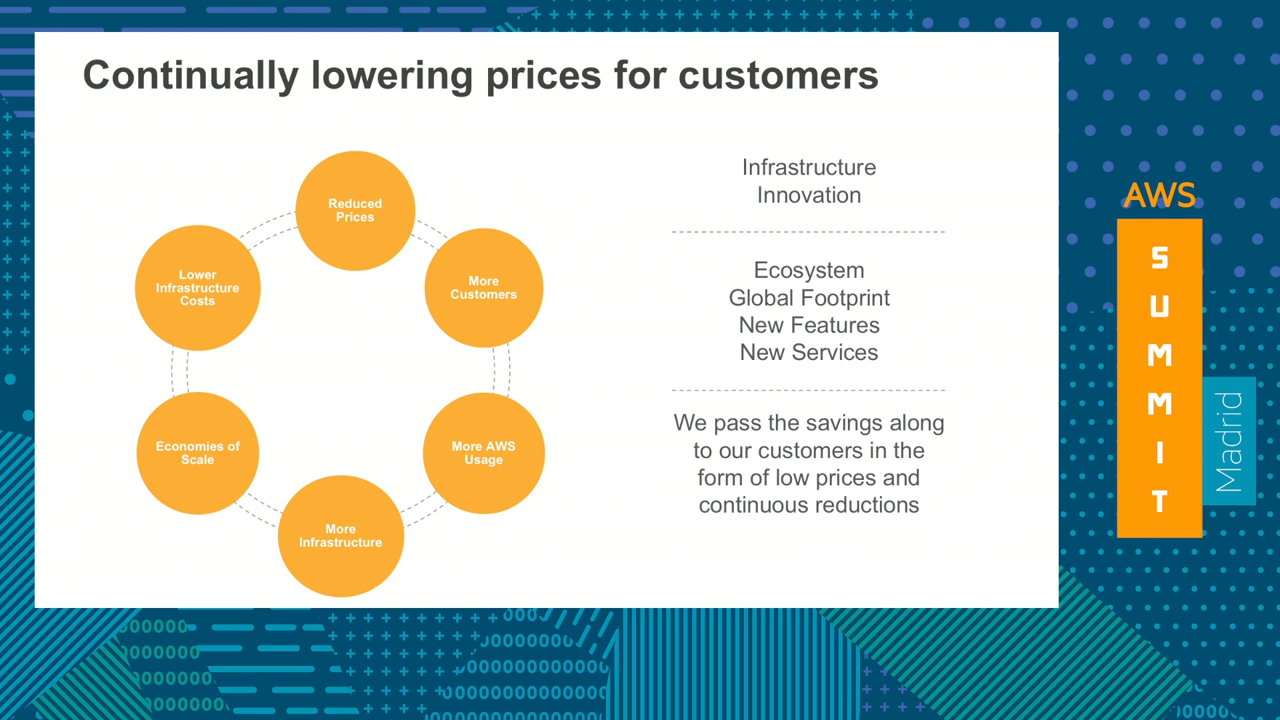 Continually lowering prices for customers
Reduced
Prices
More
Customers
More AWS
Usage
More
Infrastructure
Economies of
Scale
Lower
Infrastructure
Costs
Infrastructure
Innovation
Ecosystem
Global Footprint
New Features
New Services
We pass the savings along
to our customers in the
form of low prices and
continuous reductions
AWS
SUMMIT
Madrid